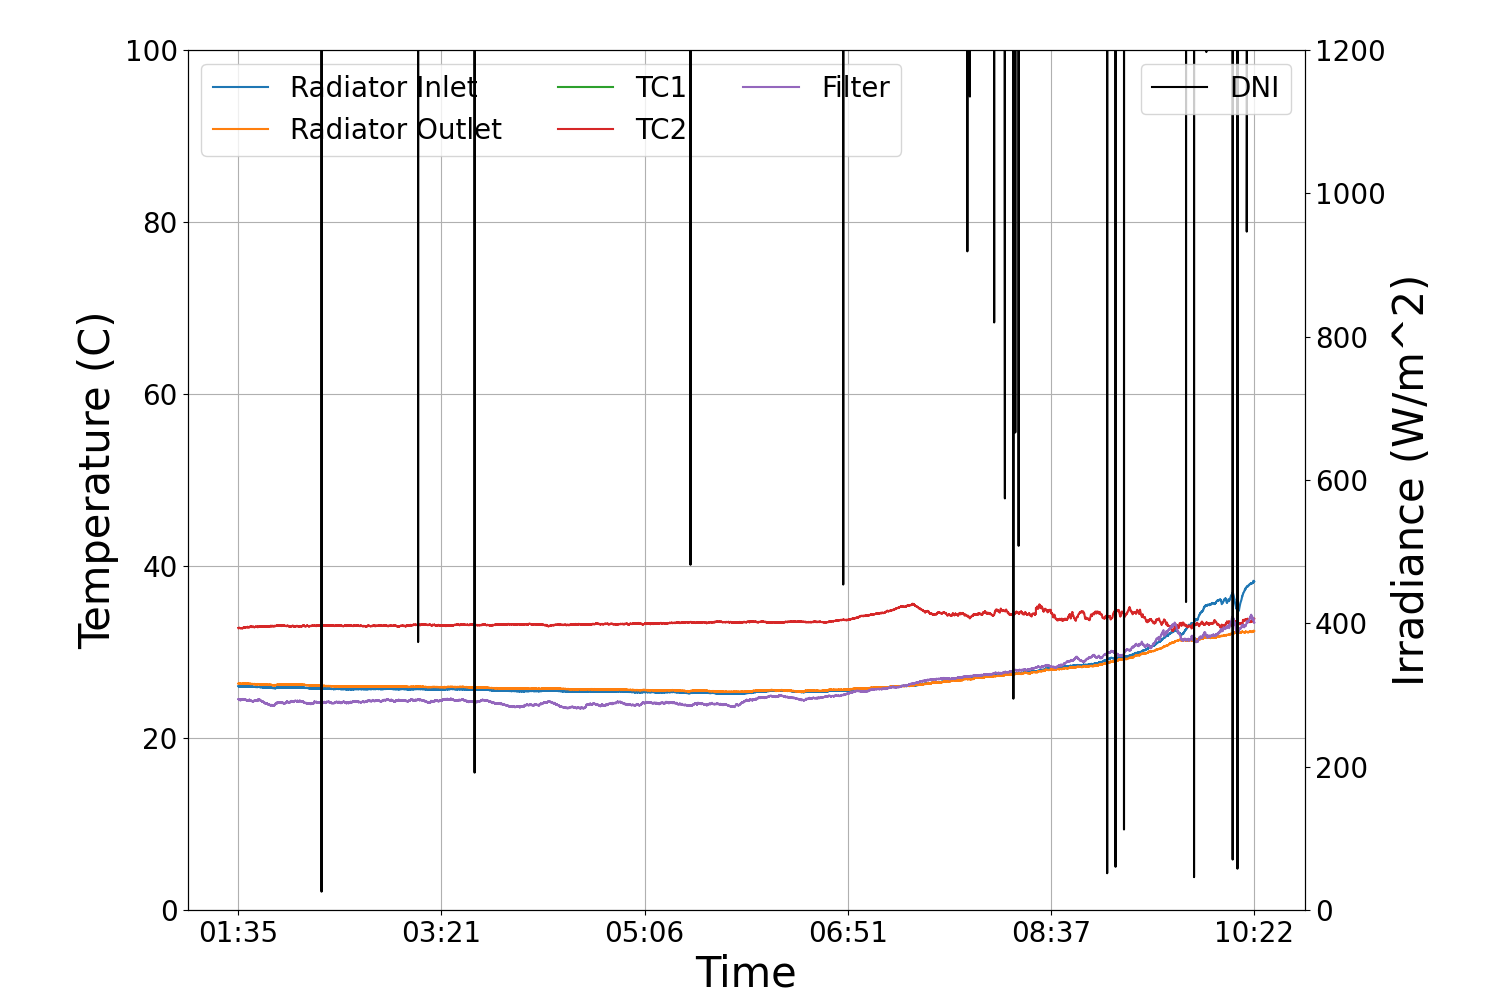 Radiator Inlet
Radiator Outlet
TC1
TC2
Filter
DNI
100
80
60
40
20
0
Temperature (C)
1200
1000
800
600
400
200
0
Irradiance (W/m^2)
01:35 03:21 05:06 06:51 08:37 10:22
Time